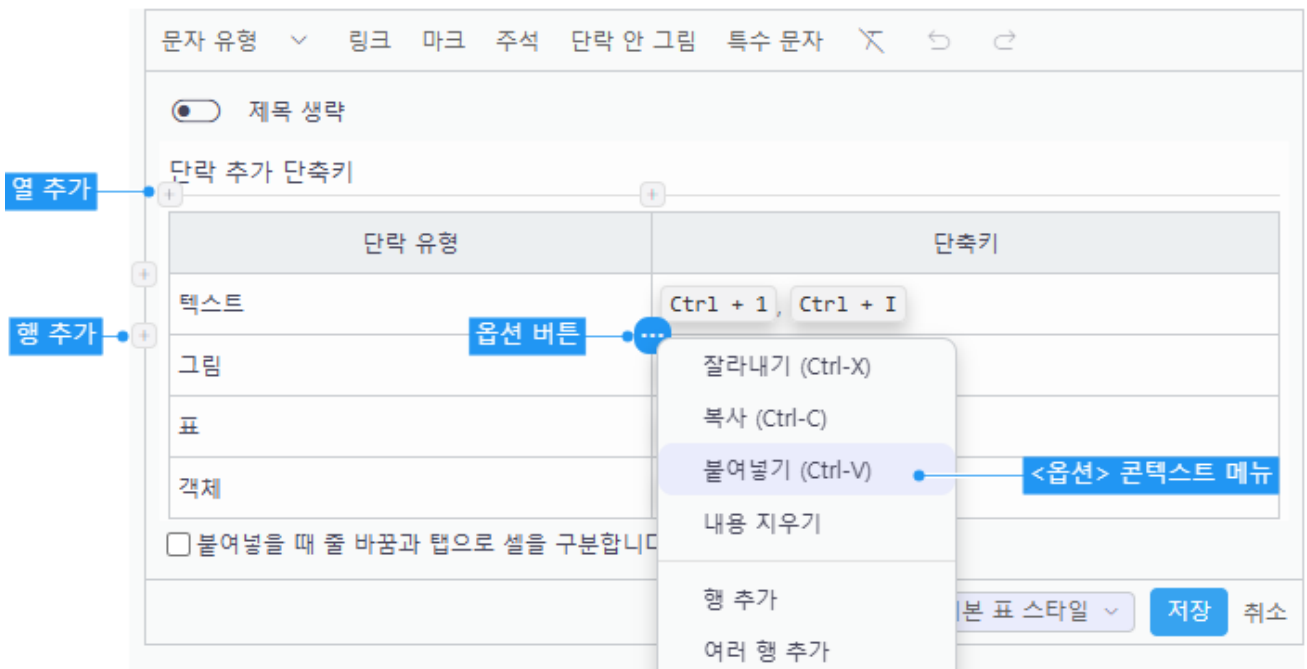 문자 유형 링크 마크 주석 단락 안 그림 특수 문자
제목 생략
단락 추가 단축키
열 추가
단락 유형 단축키
텍스트 Ctrl + 1, Ctrl + I
행 추가 옵션 버튼
그림 잘라내기 (Ctrl-X)
표 복사 (Ctrl-C)
붙여넣기 (Ctrl-V) <옵션> 콘텍스트 메뉴
객체
내용 지우기
붙여넣을 때 줄 바꿈과 탭으로 셀을 구분합니
행 추가 본 표 스타일 저장 취소
여러 행 추가